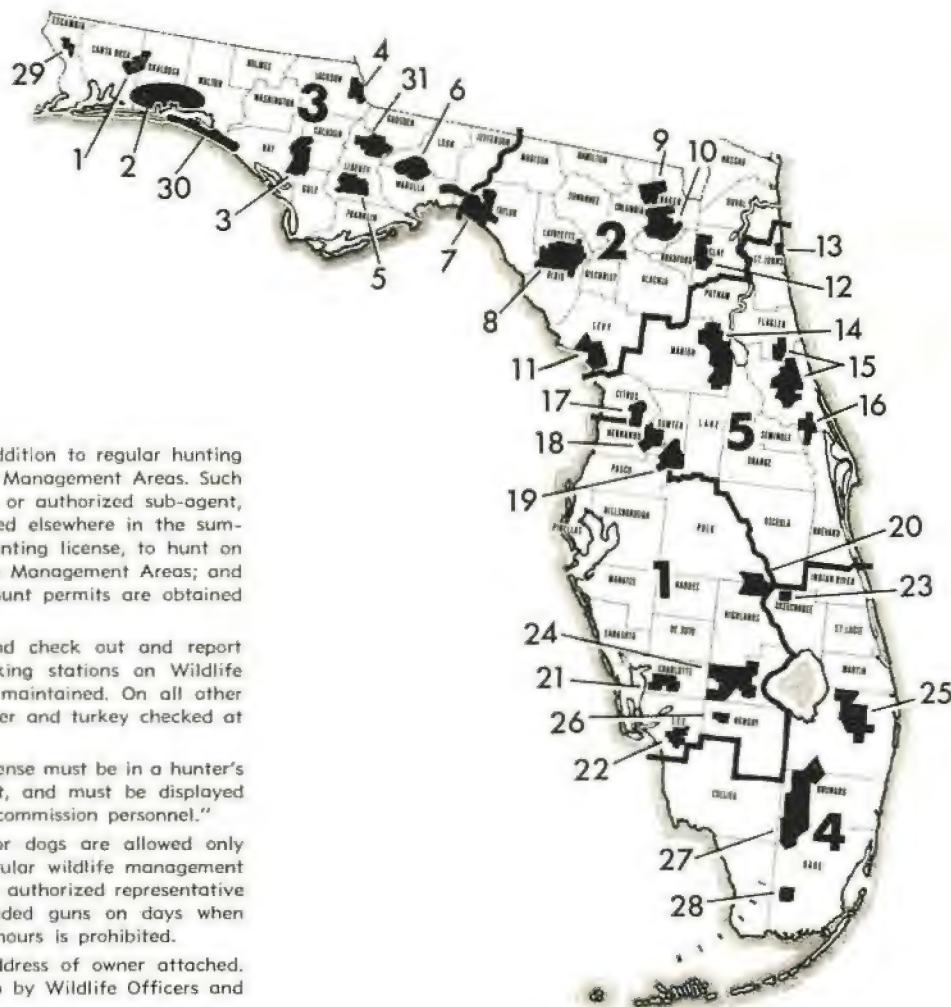 ESCAMBIA
SANTA ROSA
OKALOOSA
WALTON
HOLMES
WASHINGTON
JACKSON
BAY
CALHOUN
GULF
LIBERTY
FRANKLIN
GADSDEN
LEON
WAKULLA
JEFFERSON
MADISON
TAYLOR
HAMILTON
SUWANNEE
LAFAYETTE
DIXIE
COLUMBIA
BAKER
NASSAU
DUVAL
BRADFORD
CLAY
ST. JOHNS
GILCHRIST
ALACHUA
PUTNAM
LEVY
MARION
FLAGLER
CITRUS
SUMTER
LAKE
SEMINOLE
HERNANDO
ORANGE
PASCO
PINELLAS
HILLSBOROUGH
POLK
OSCEOLA
BREVARD
INDIAN RIVER
MANATEE
HARDEE
HIGHLANDS
OKEECHOBEE
ST. LUCIE
SARASOTA
DE SOTO
CHARLOTTE
MARTIN
LEE
HENDRY
COLLIER
BROWARD
DADE
29
1
2
30
3
3
4
31
6
5
7
8
2
9
10
13
12
11
14
15
16
17
18
19
5
20
23
1
24
21
26
22
25
27
4
28
ddition to regular hunting
Management Areas. Such
or authorized sub-agent,
ed elsewhere in the sum-
nting license, to hunt on
Management Areas; and
unt permits are obtained
nd check out and report
king stations on Wildlife
maintained. On all other
er and turkey checked at
ense must be in a hunter's
t, and must be displayed
commission personnel."
or dogs are allowed only
ular wildlife management
authorized representative
ded guns on days when
hours is prohibited.
ddress of owner attached.
by Wildlife Officers and